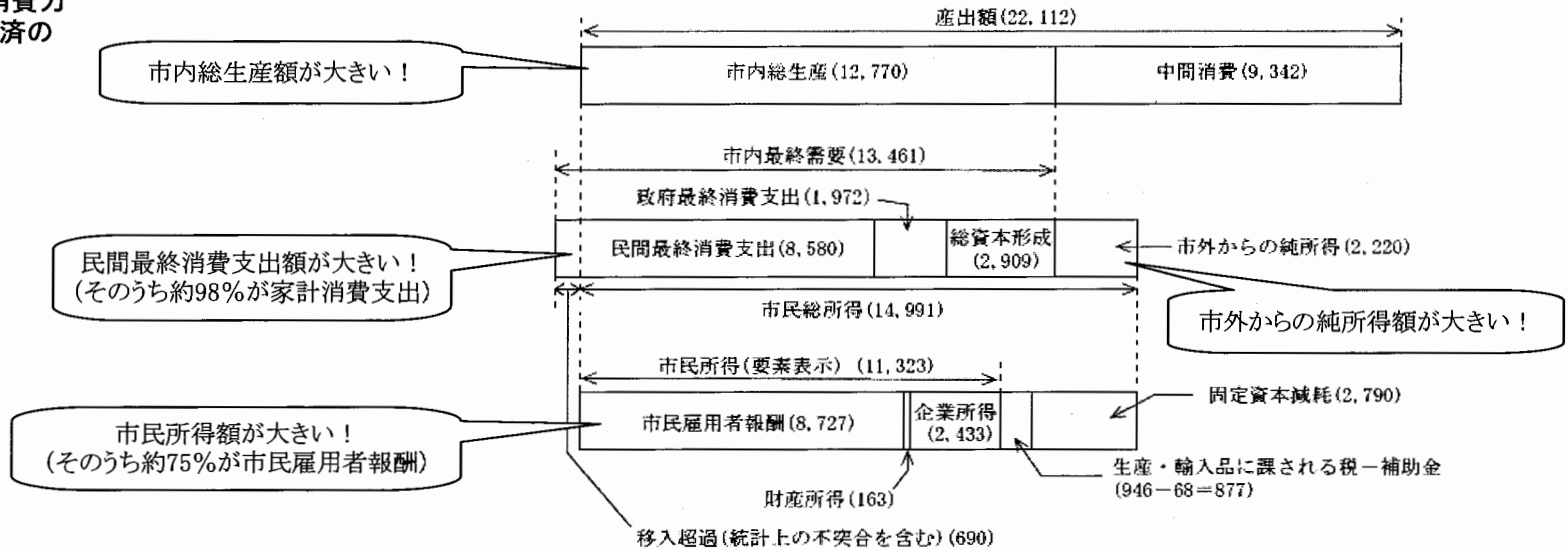 済の
産出額(22,112)
市内総生産額が大きい！
市内総生産(12,770)
中間消費(9,342)
市内最終需要(13,461)
政府最終消費支出(1,972)
民間最終消費支出額が大きい！
(そのうち約98％が家計消費支出)
民間最終消費支出(8,580)
総資本形成
(2,909)
市外からの純所得(2,220)
市外からの純所得額が大きい！
市民総所得(14,991)
市民所得(要素表示) (11,323)
市民所得額が大きい！
(そのうち約75％が市民雇用者報酬)
市民雇用者報酬(8,727)
企業所得
(2,433)
固定資本減耗(2,790)
生産・輸入品に課される税－補助金
(946－68＝877)
財産所得(163)
移入超過(統計上の不突合を含む)(690)